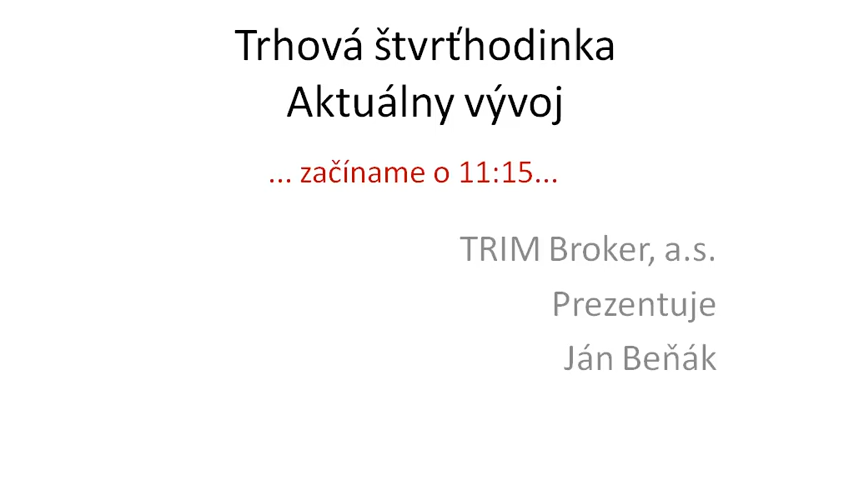 Trhová štvrťhodinka
Aktuálny vývoj
... začíname o 11:15...
TRIM Broker, a.s.
Prezentuje
Ján Beňák